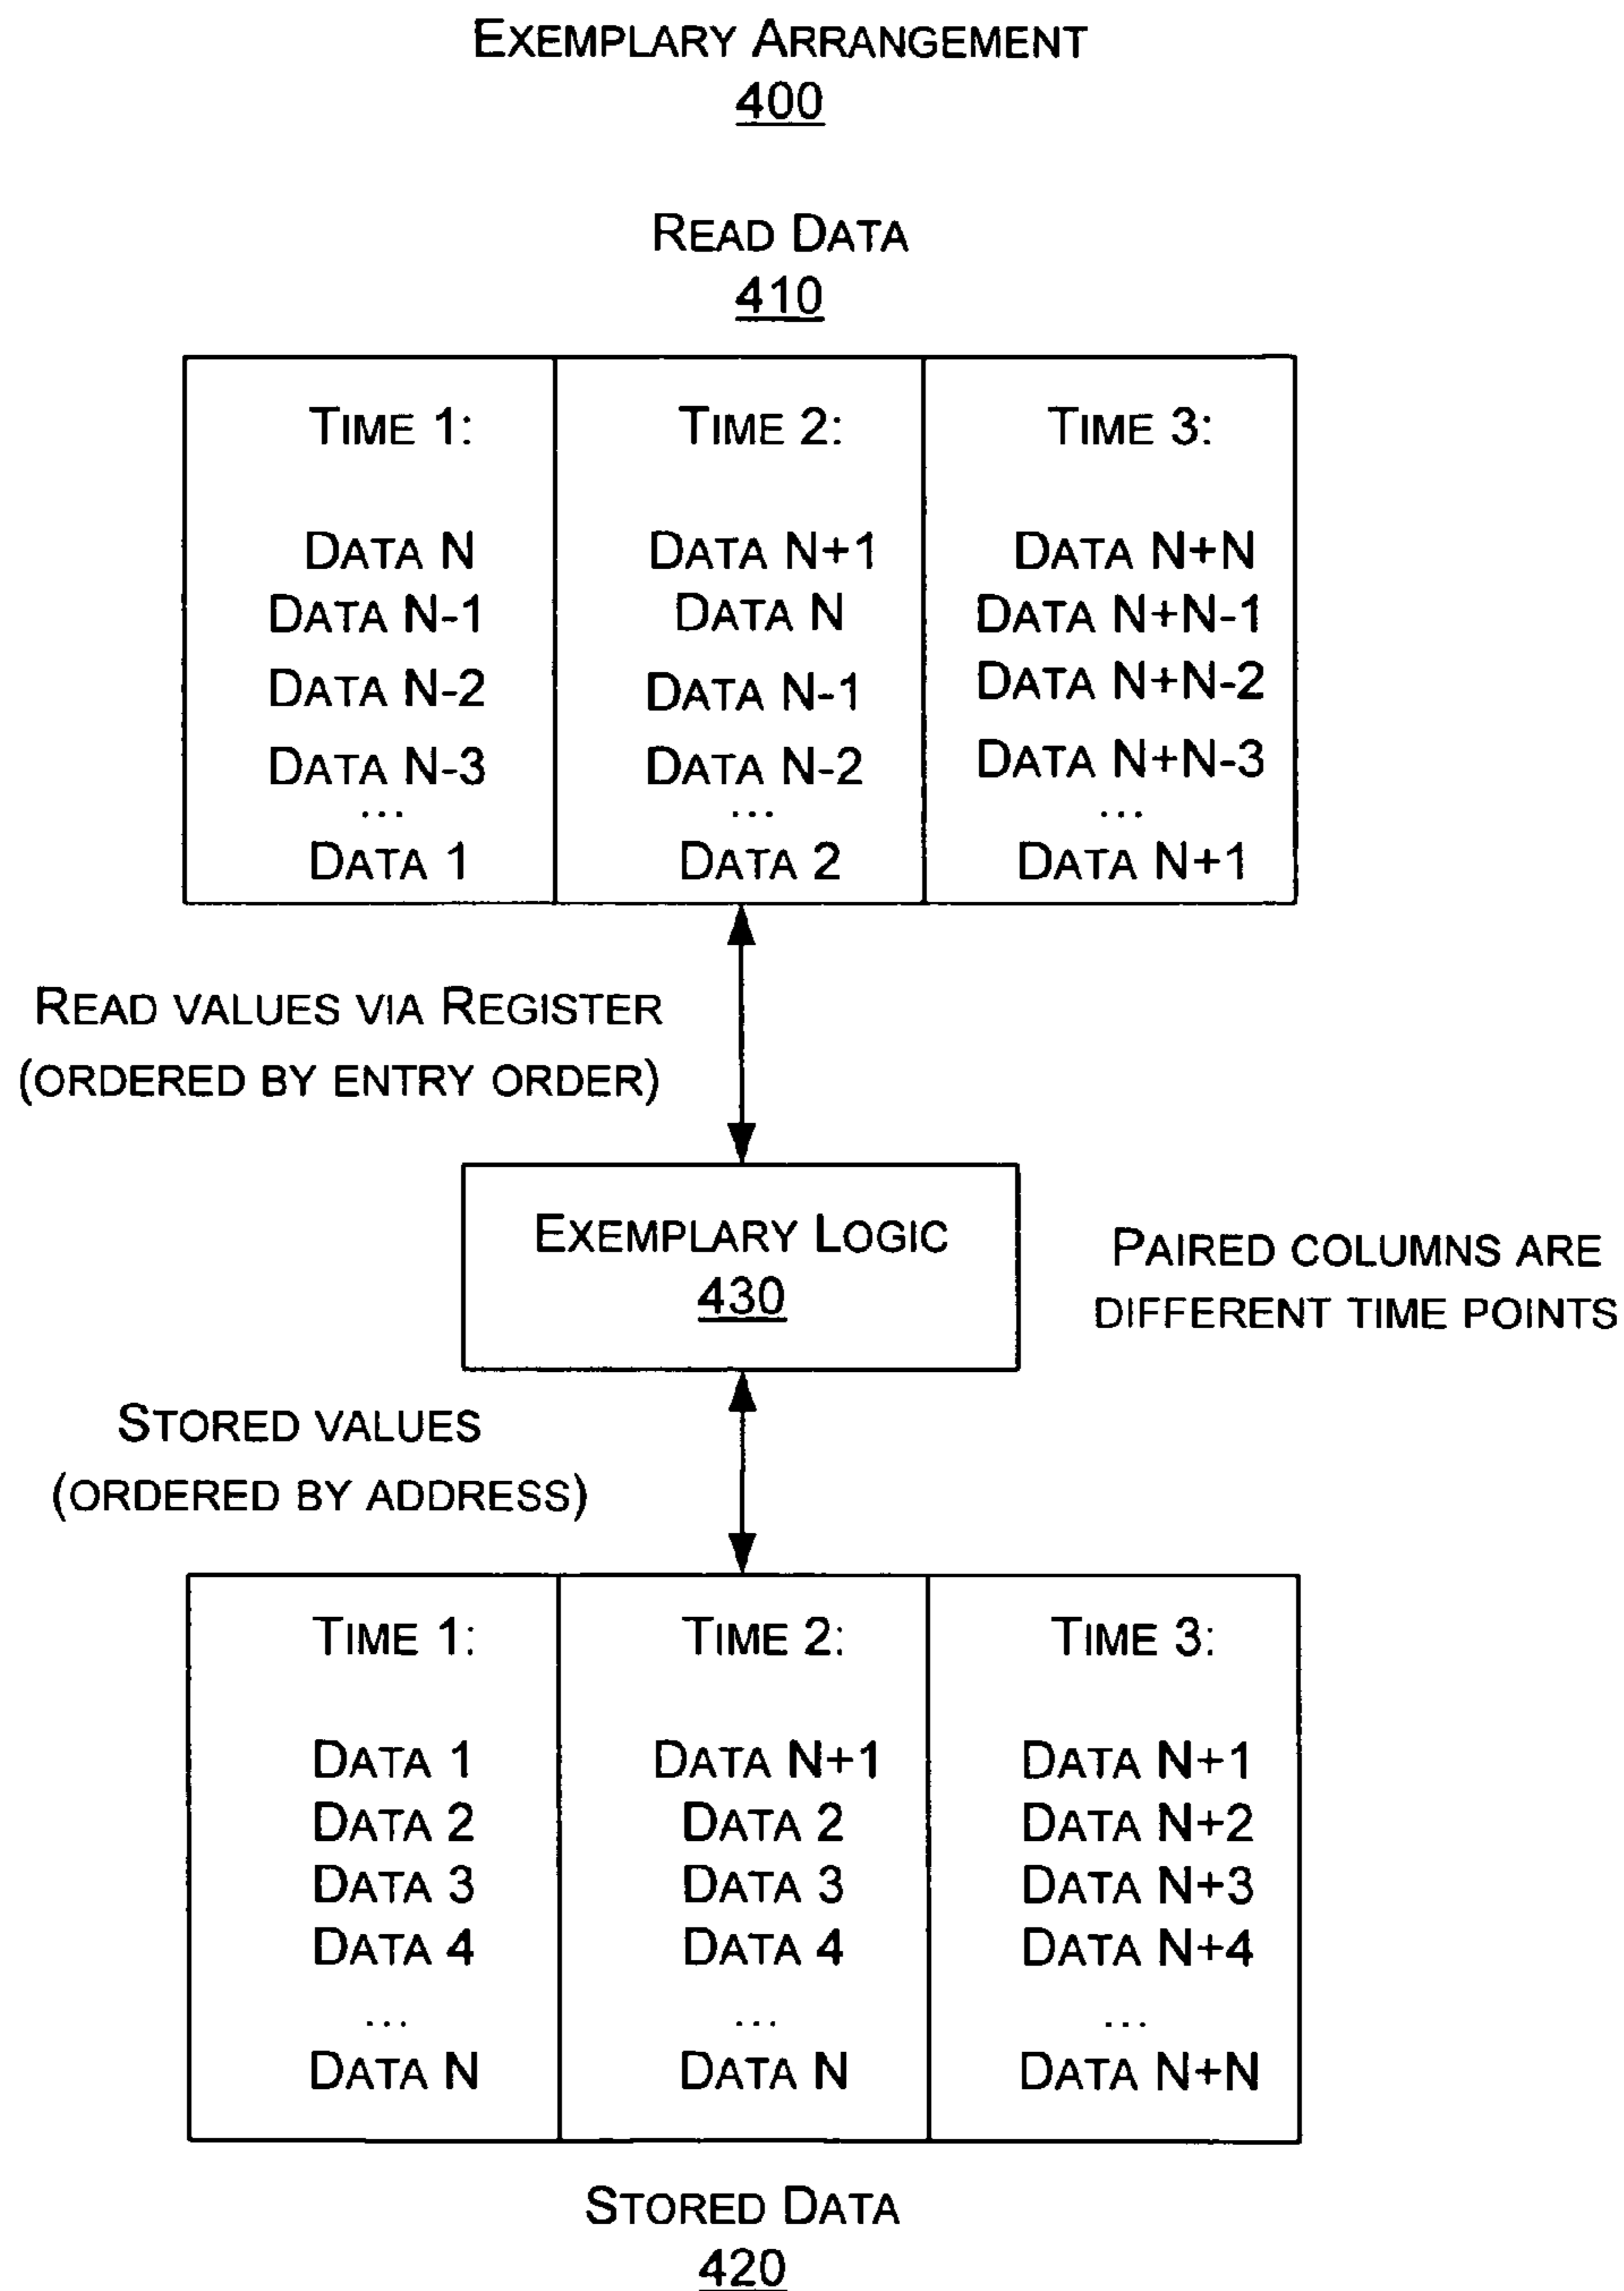 EXEMPLARY ARRANGEMENT
400
READ DATA
410
TIME 1: TIME 2: TIME 3:
DATA N DATA N+1 DATA N+N
DATA N-1 DATA N DATA N+N-1
DATA N-2 DATA N-1 DATA N+N-2
DATA N-3 DATA N-2 DATA N+N-3
... ... ...
DATA 1 DATA 2 DATA N+1
READ VALUES VIA REGISTER
(ORDERED BY ENTRY ORDER)
EXEMPLARY LOGIC
430
PAIRED COLUMNS ARE
DIFFERENT TIME POINTS
STORED VALUES
(ORDERED BY ADDRESS)
TIME 1: TIME 2: TIME 3:
DATA 1 DATA N+1 DATA N+1
DATA 2 DATA 2 DATA N+2
DATA 3 DATA 3 DATA N+3
DATA 4 DATA 4 DATA N+4
... ... ...
DATA N DATA N DATA N+N
STORED DATA
420